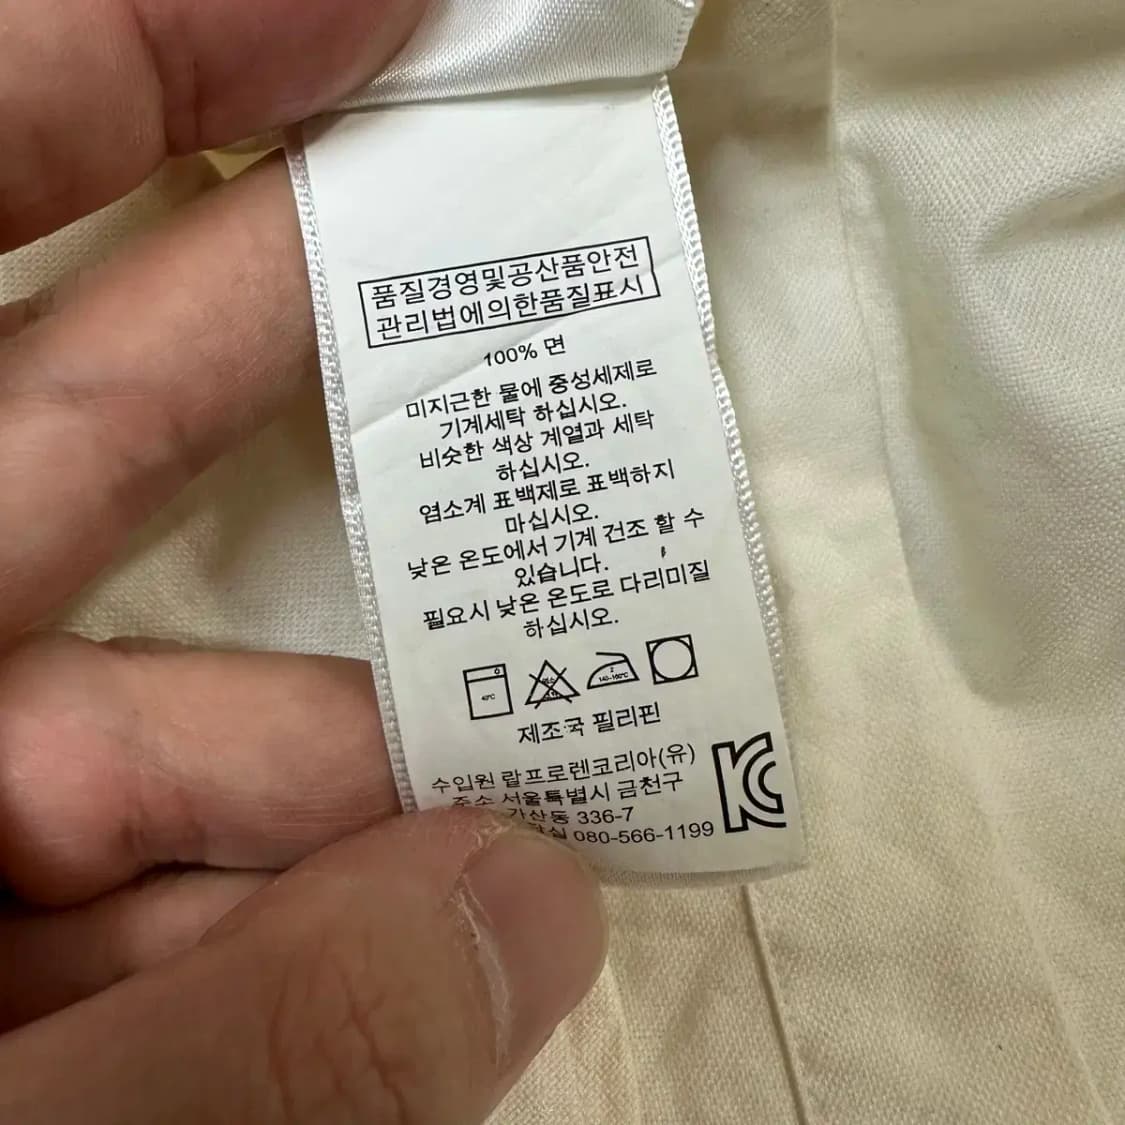 품질경영및공산품안전
관리법에의한품질표시
100% 면
미지근한 물에 중성세제로
기계세탁 하십시오.
비슷한 색상 계열과 세탁
하십시오.
염소계 표백제로 표백하지
마십시오.
낮은 온도에서 기계 건조 할 수
있습니다.
필요시 낮은 온도로 다리미질
하십시오.
40℃
2
140~160℃
제조국 필리핀
수입원 랄프로렌코리아(유)
주소 서울특별시 금천구
가산동 336-7
080-566-1199